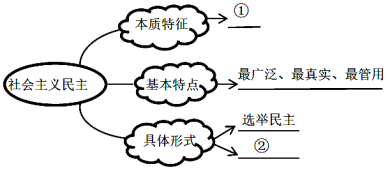 本质特征
①
社会主义民主
基本特点
最广泛、最真实、最管用
具体形式
选举民主
②